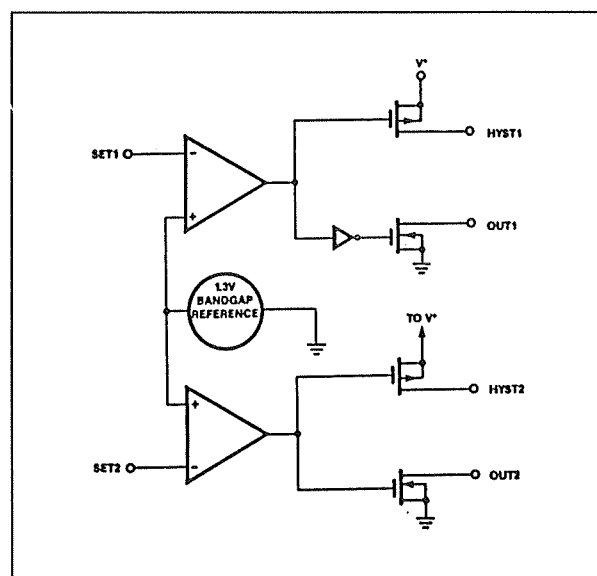 V+
HYST1
SET1
-
+
OUT1
1.3V
BANDGAP
REFERENCE
TO V+
HYST2
+
-
SET2
OUT2